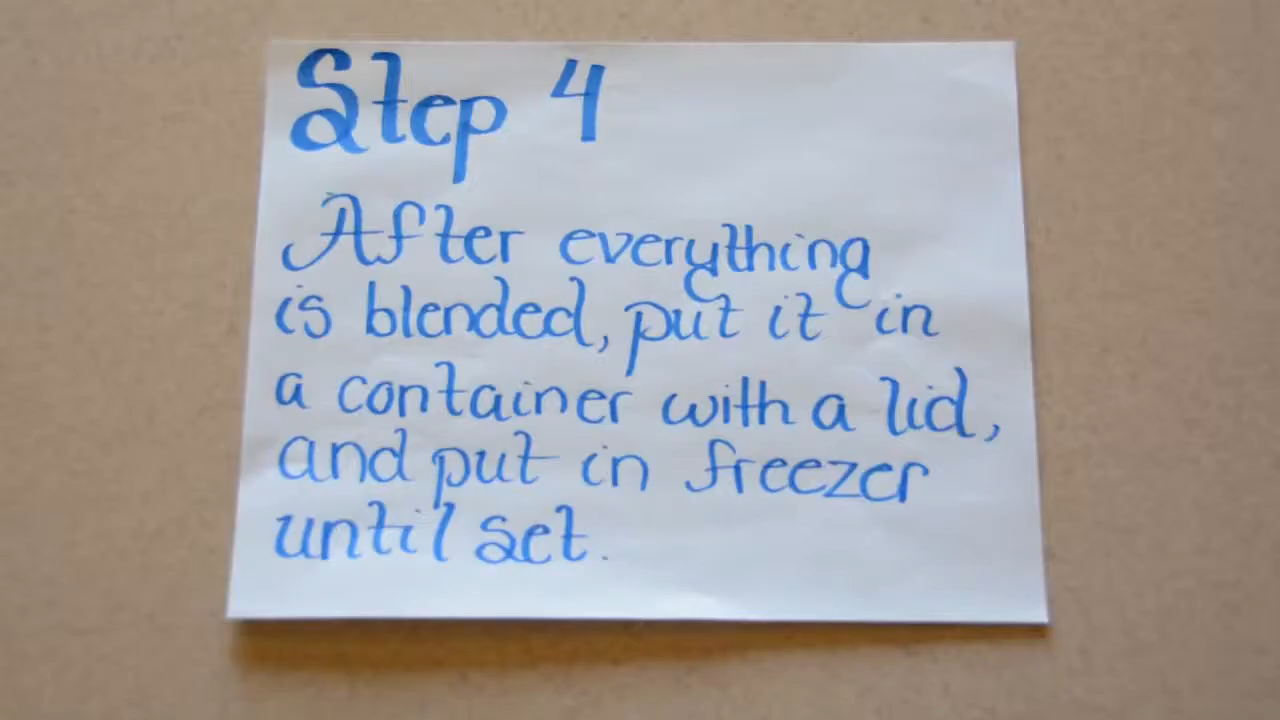 Step 4
After everything
is blended, put it in
a container with a lid,
and put in freezer
until set.